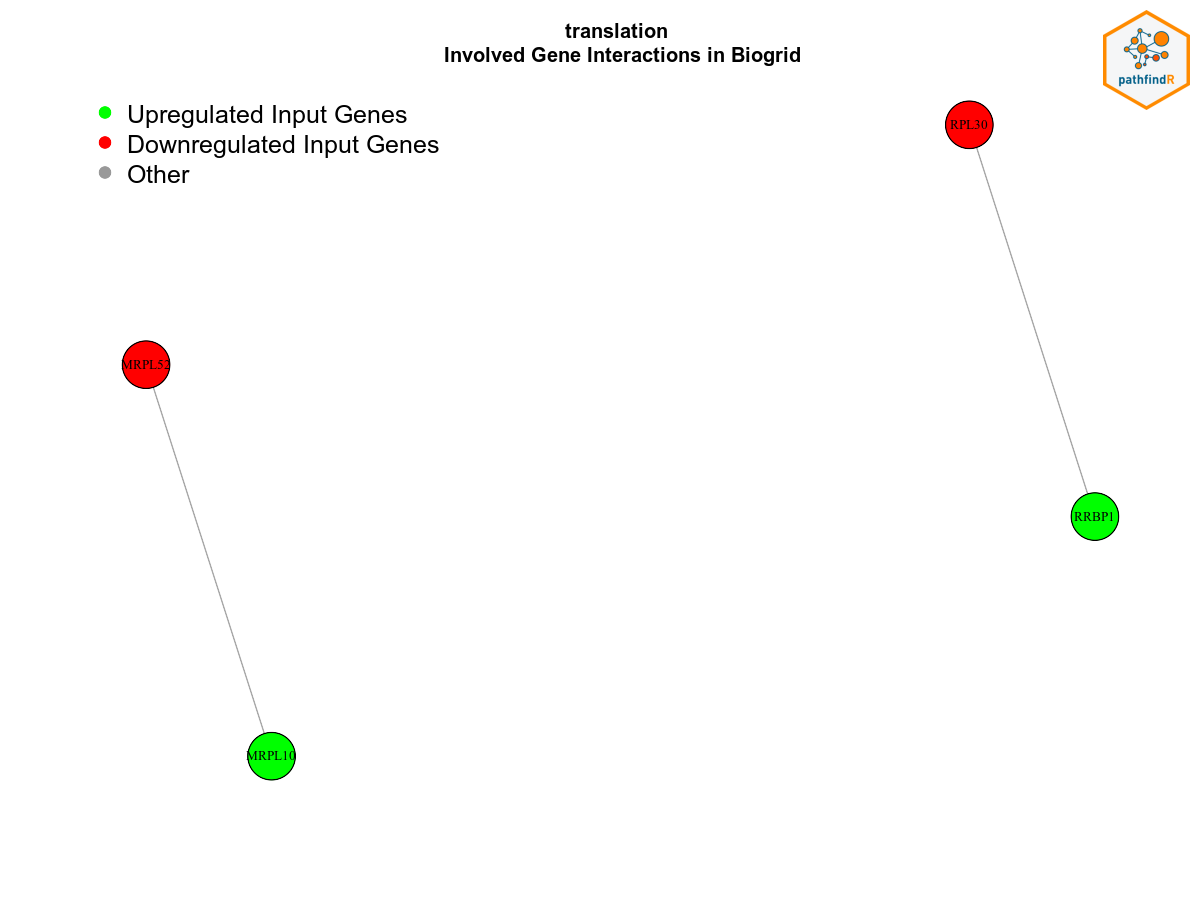 translation
Involved Gene Interactions in Biogrid
pathfindR
Upregulated Input Genes
Downregulated Input Genes
Other
RPL30
MRPL52
RRBP1
MRPL10